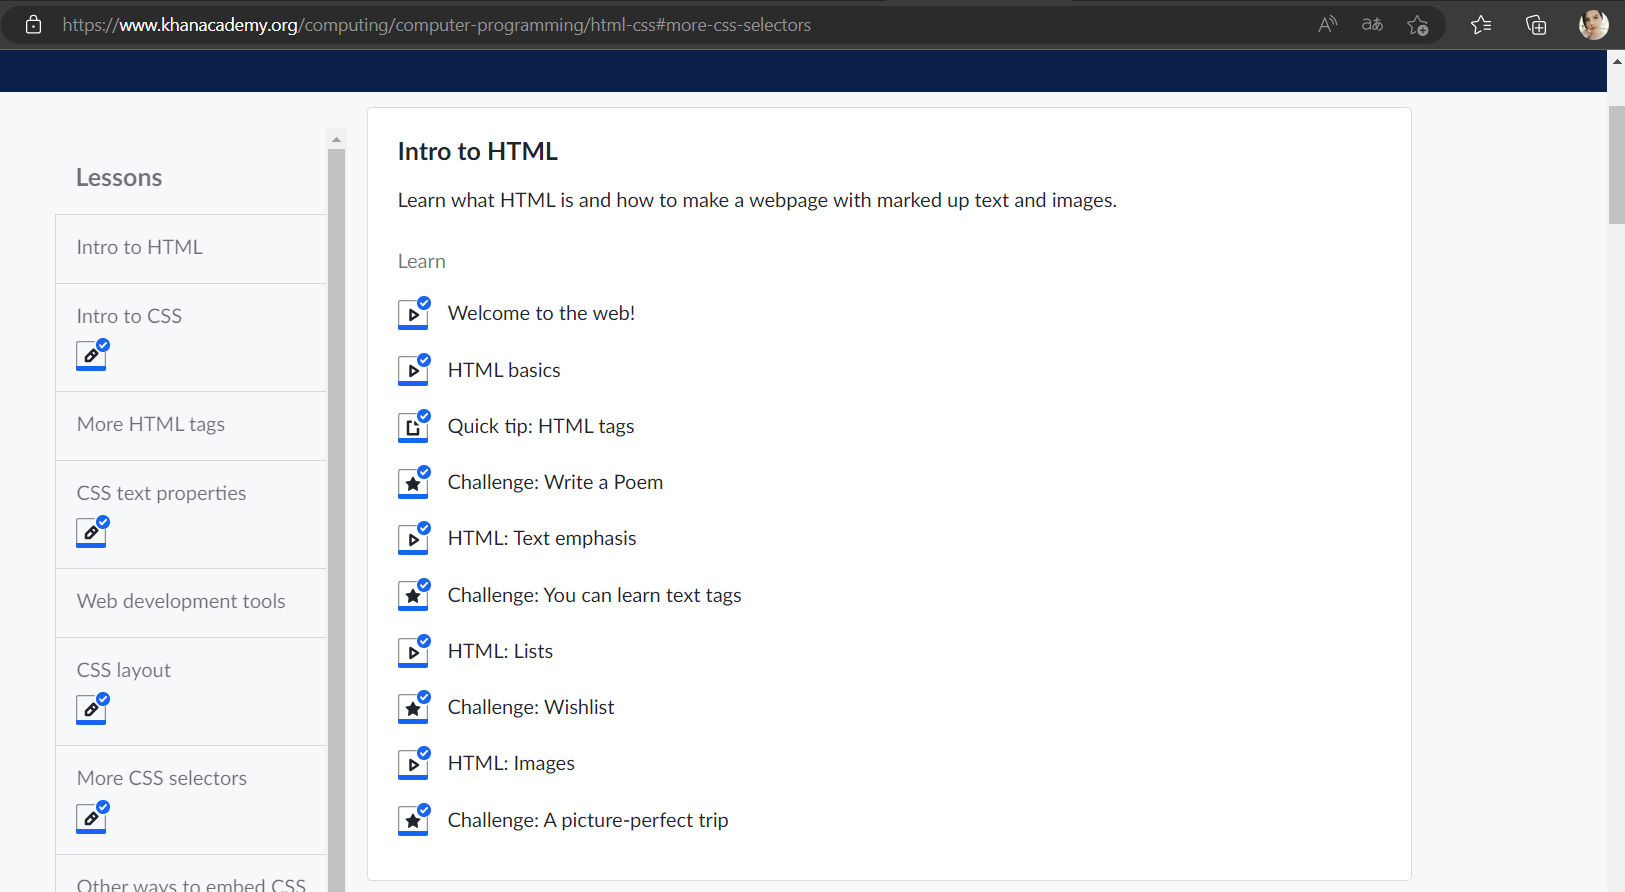 https://www.khanacademy.org/computing/computer-programming/html-css#more-css-selectors
Lessons
Intro to HTML
Intro to CSS
More HTML tags
CSS text properties
Web development tools
CSS layout
More CSS selectors
Other ways to embed CSS
Intro to HTML
Learn what HTML is and how to make a webpage with marked up text and images.
Learn
Welcome to the web!
HTML basics
Quick tip: HTML tags
Challenge: Write a Poem
HTML: Text emphasis
Challenge: You can learn text tags
HTML: Lists
Challenge: Wishlist
HTML: Images
Challenge: A picture-perfect trip